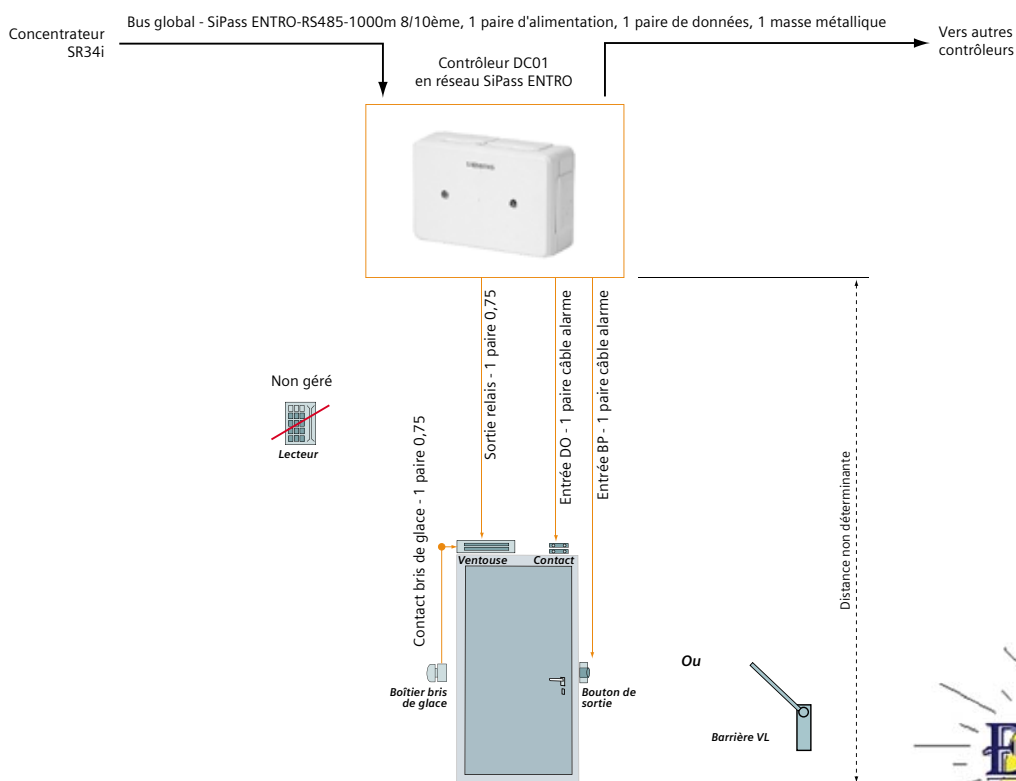 Bus global - SiPass ENTRO-RS485-1000m 8/10ème, 1 paire d'alimentation, 1 paire de données, 1 masse métallique
Concentrateur
SR34i
Vers autres
contrôleurs
Contrôleur DC01
en réseau SiPass ENTRO
SIEMENS
Sortie relais - 1 paire 0,75
Entrée DO - 1 paire câble alarme
Entrée BP - 1 paire câble alarme
Non géré
Lecteur
Contact bris de glace - 1 paire 0,75
Distance non déterminante
Ventouse
Contact
Boîtier bris
de glace
Bouton de
sortie
Ou
Barrière VL